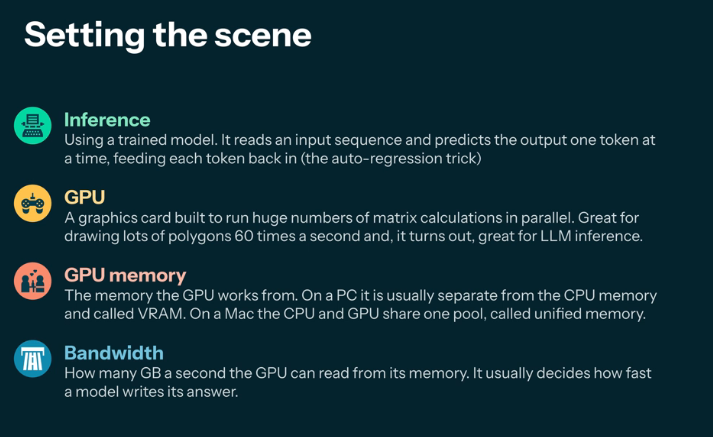 Setting the scene
Inference
Using a trained model. It reads an input sequence and predicts the output one token at
a time, feeding each token back in (the auto-regression trick)
GPU
A graphics card built to run huge numbers of matrix calculations in parallel. Great for
drawing lots of polygons 60 times a second and, it turns out, great for LLM inference.
GPU memory
The memory the GPU works from. On a PC it is usually separate from the CPU memory
and called VRAM. On a Mac the CPU and GPU share one pool, called unified memory.
Bandwidth
How many GB a second the GPU can read from its memory. It usually decides how fast
a model writes its answer.